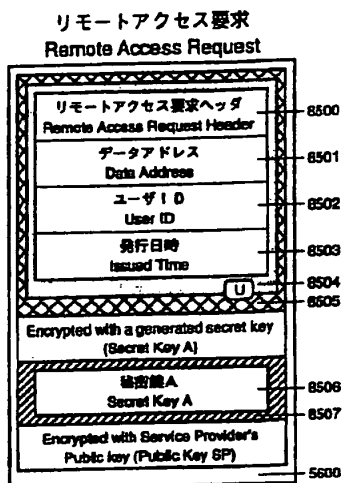 リモートアクセス要求
Remote Access Request
リモートアクセス要求ヘッダ
Remote Access Request Header
8500
データアドレス
Data Address
8501
ユーザID
User ID
8502
発行日時
Issued Time
8503
U
8504
8505
Encrypted with a generated secret key
(Secret Key A)
秘密鍵A
Secret Key A
8506
8507
Encrypted with Service Provider's
Public key (Public Key SP)
5600